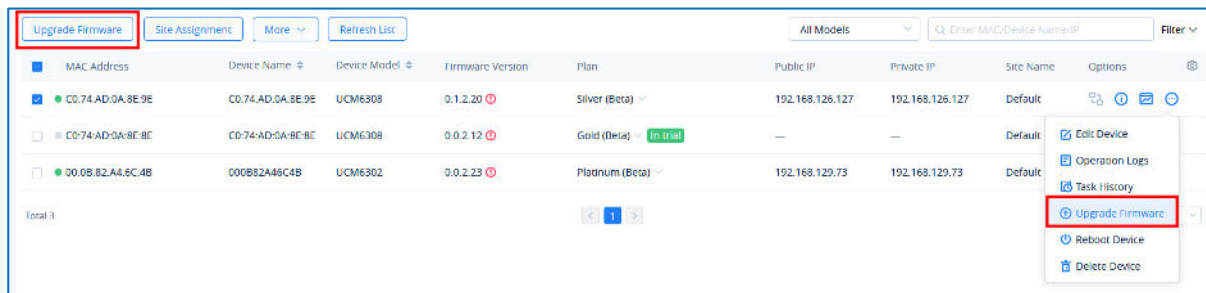 Upgrade Firmware Site Assignment More Refresh List All Models Enter MAC/Device Name/IP Filter
MAC Address Device Name Device Model Firmware Version Plan Public IP Private IP Site Name Options
C0.74.AD.0A.8E.9E C0.74.AD.0A.8E.9E UCM6308 0.1.2.20 Silver (Beta) 192.168.126.127 192.168.126.127 Default
C0:74:AD:0A:8E:8E C0:74:AD:0A:8E:8E UCM6308 0.0.2.12 Gold (Beta) In trial — — Default
Edit Device
Operation Logs
00.0B.82.A4.6C.4B 000B82A46C4B UCM6302 0.0.2.23 Platinum (Beta) 192.168.129.73 192.168.129.73 Default
Task History
Total 3 < 1 >
Upgrade Firmware
Reboot Device
Delete Device